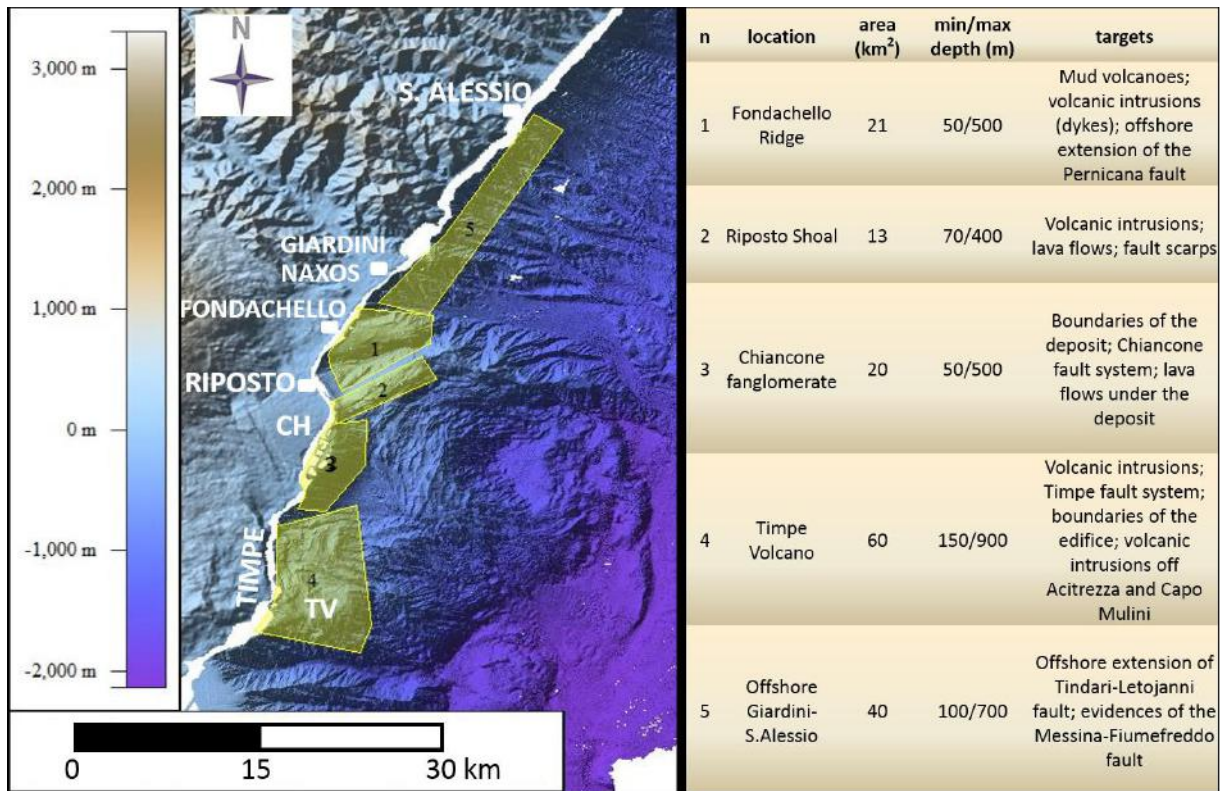 N
3,000 m
2,000 m
1,000 m
0 m
-1,000 m
-2,000 m
S. ALESSIO
GIARDINI
NAXOS
FONDACHELLO
RIPOSTO
CH
TIMPE
TV
5
1
2
3
4
0 15 30 km
n location area (km²) min/max depth (m) targets
1 Fondachello Ridge 21 50/500
Mud volcanoes;
volcanic intrusions
(dykes); offshore
extension of the
Pernicana fault
2 Riposto Shoal 13 70/400
Volcanic intrusions;
lava flows; fault scarps
3 Chiancone fanglomerate 20 50/500
Boundaries of the
deposit; Chiancone
fault system; lava
flows under the
deposit
4 Timpe Volcano 60 150/900
Volcanic intrusions;
Timpe fault system;
boundaries of the
edifice; volcanic
intrusions off
Acitrezza and Capo
Mulini
5 Offshore Giardini-S.Alessio 40 100/700
Offshore extension of
Tindari-Letojanni
fault; evidences of the
Messina-Fiumefreddo
fault